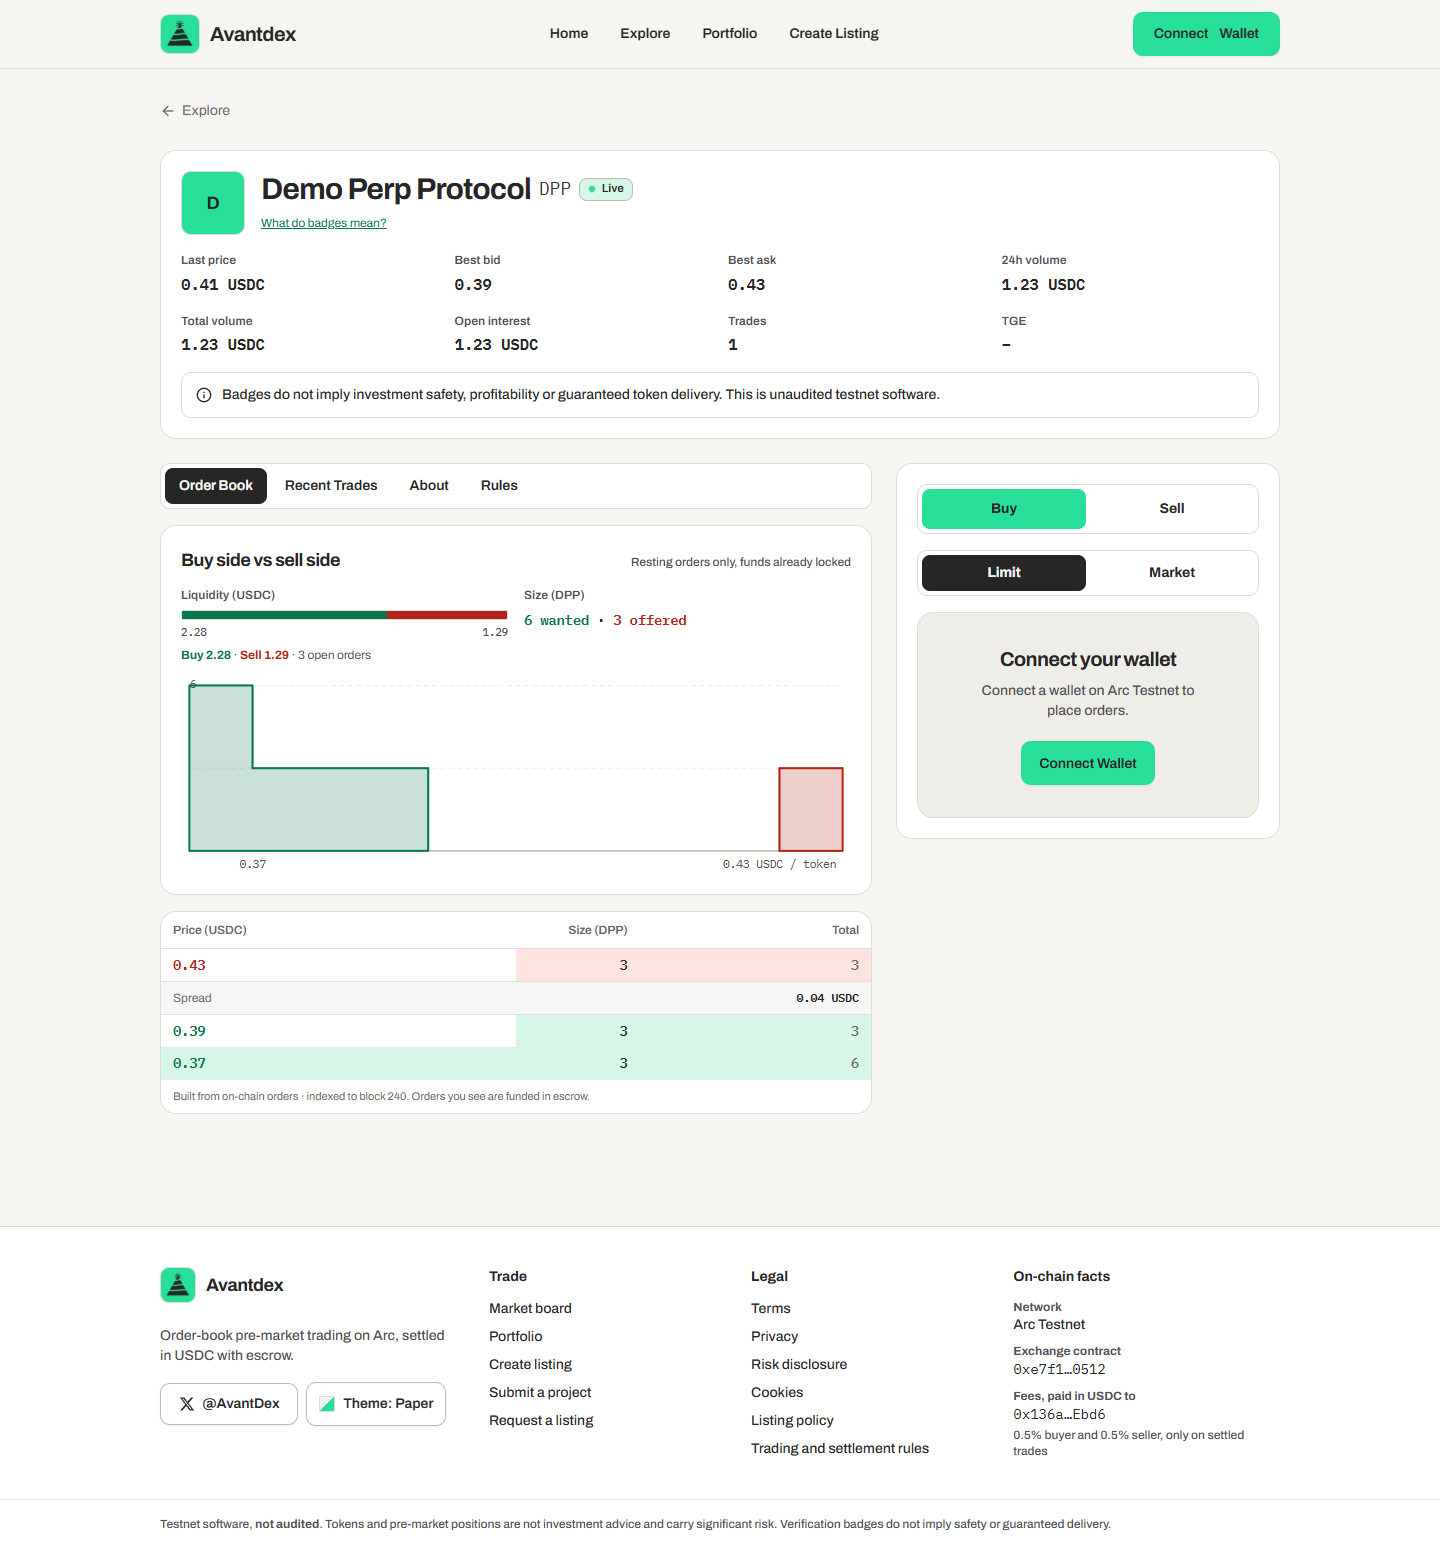 Avantdex
Home
Explore
Portfolio
Create Listing
Connect Wallet
Explore
D
Demo Perp Protocol DPP Live
What do badges mean?
Last price
Best bid
Best ask
24h volume
0.41 USDC
0.39
0.43
1.23 USDC
Total volume
Open interest
Trades
TGE
1.23 USDC
1.23 USDC
1
–
Badges do not imply investment safety, profitability or guaranteed token delivery. This is unaudited testnet software.
Order Book
Recent Trades
About
Rules
Buy side vs sell side
Resting orders only, funds already locked
Liquidity (USDC)
Size (DPP)
6 wanted · 3 offered
2.28
1.29
Buy 2.28 · Sell 1.29 · 3 open orders
6
0.37
0.43 USDC / token
Price (USDC)
Size (DPP)
Total
0.43
3
3
Spread
0.04 USDC
0.39
3
3
0.37
3
6
Built from on-chain orders · indexed to block 240. Orders you see are funded in escrow.
Buy
Sell
Limit
Market
Connect your wallet
Connect a wallet on Arc Testnet to
place orders.
Connect Wallet
Avantdex
Order-book pre-market trading on Arc, settled
in USDC with escrow.
@AvantDex
Theme: Paper
Trade
Market board
Portfolio
Create listing
Submit a project
Request a listing
Legal
Terms
Privacy
Risk disclosure
Cookies
Listing policy
Trading and settlement rules
On-chain facts
Network
Arc Testnet
Exchange contract
0xe7f1…0512
Fees, paid in USDC to
0x136a…Ebd6
0.5% buyer and 0.5% seller, only on settled
trades
Testnet software, not audited. Tokens and pre-market positions are not investment advice and carry significant risk. Verification badges do not imply safety or guaranteed delivery.